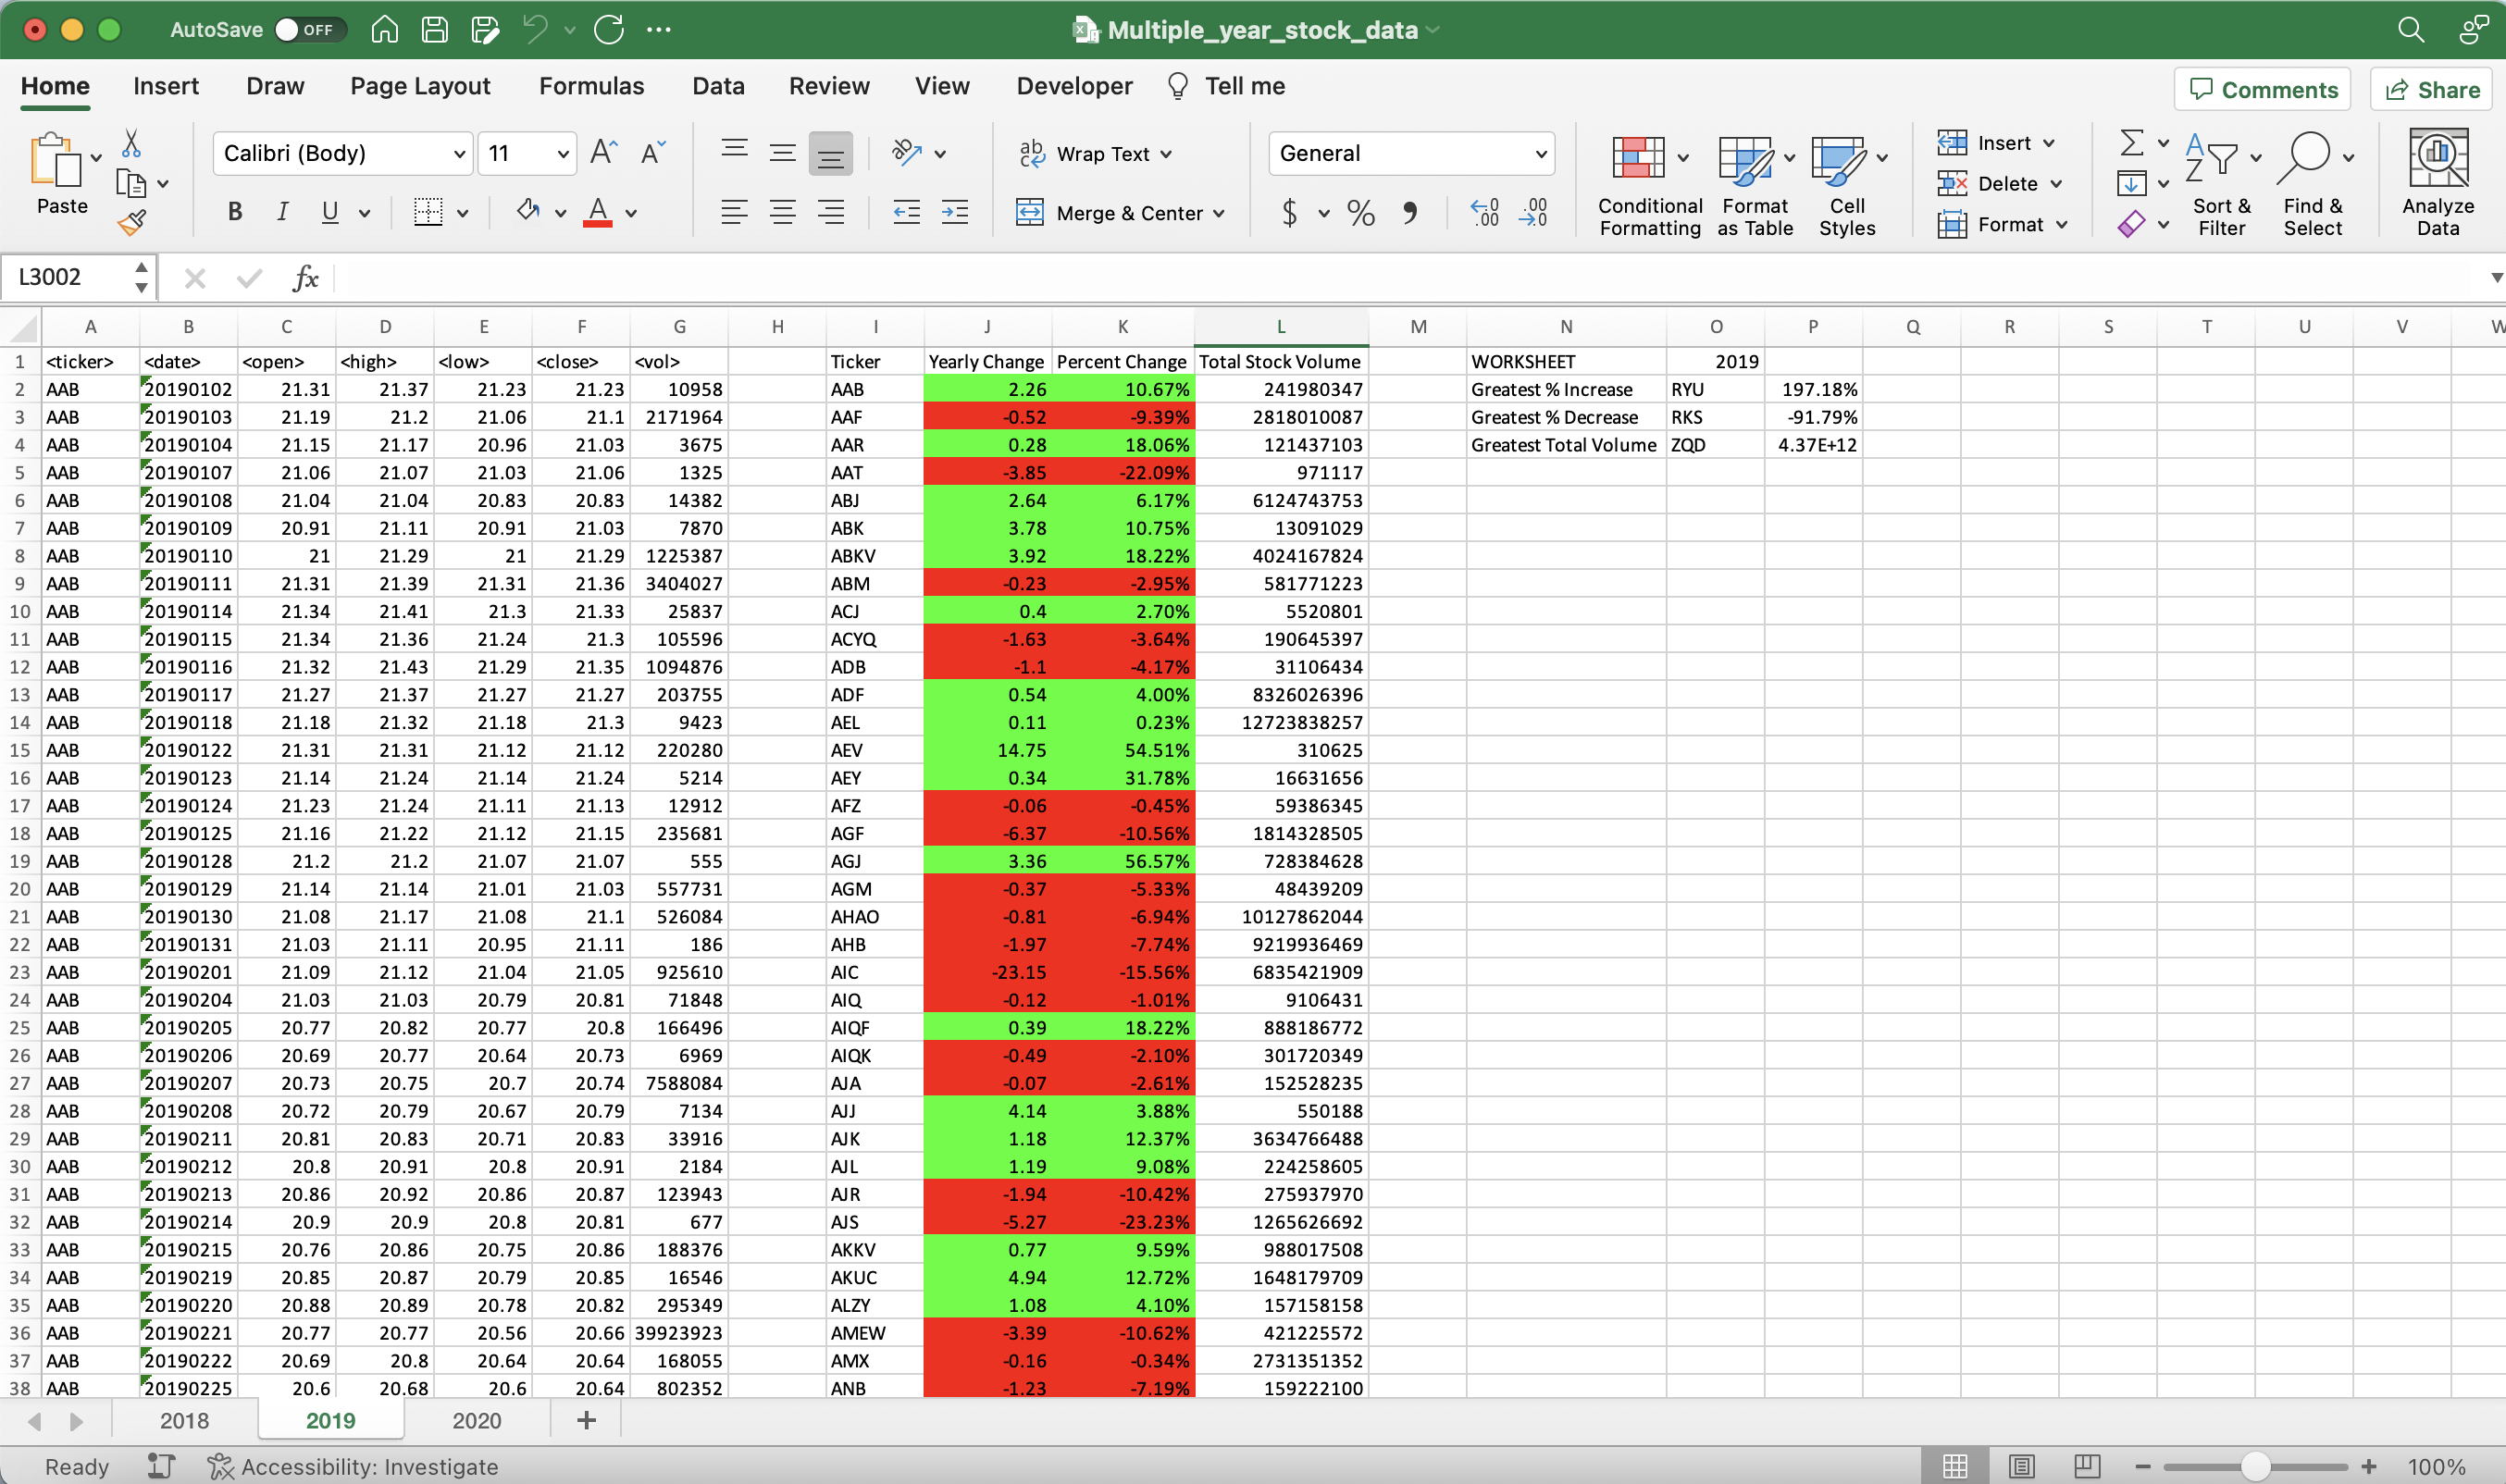 AutoSave OFF Multiple_year_stock_data
Home Insert Draw Page Layout Formulas Data Review View Developer Tell me Comments Share
Paste Calibri (Body) 11 Wrap Text General Conditional Formatting Format as Table Cell Styles Insert Delete Format Sort & Filter Find & Select Analyze Data
B I U Merge & Center $ % 9
L3002 fx
A B C D E F G H I J K L M N O P Q R S T U V W
1 <ticker> <date> <open> <high> <low> <close> <vol> Ticker Yearly Change Percent Change Total Stock Volume WORKSHEET 2019
2 AAB 20190102 21.31 21.37 21.23 21.23 10958 AAB 2.26 10.67% 241980347 Greatest % Increase RYU 197.18%
3 AAB 20190103 21.19 21.2 21.06 21.1 2171964 AAF -0.52 -9.39% 2818010087 Greatest % Decrease RKS -91.79%
4 AAB 20190104 21.15 21.17 20.96 21.03 3675 AAR 0.28 18.06% 121437103 Greatest Total Volume ZQD 4.37E+12
5 AAB 20190107 21.06 21.07 21.03 21.06 1325 AAT -3.85 -22.09% 971117
6 AAB 20190108 21.04 21.04 20.83 20.83 14382 ABJ 2.64 6.17% 6124743753
7 AAB 20190109 20.91 21.11 20.91 21.03 7870 ABK 3.78 10.75% 13091029
8 AAB 20190110 21 21.29 21 21.29 1225387 ABKV 3.92 18.22% 4024167824
9 AAB 20190111 21.31 21.39 21.31 21.36 3404027 ABM -0.23 -2.95% 581771223
10 AAB 20190114 21.34 21.41 21.3 21.33 25837 ACJ 0.4 2.70% 5520801
11 AAB 20190115 21.34 21.36 21.24 21.3 105596 ACYQ -1.63 -3.64% 190645397
12 AAB 20190116 21.32 21.43 21.29 21.35 1094876 ADB -1.1 -4.17% 31106434
13 AAB 20190117 21.27 21.37 21.27 21.27 203755 ADF 0.54 4.00% 8326026396
14 AAB 20190118 21.18 21.32 21.18 21.3 9423 AEL 0.11 0.23% 12723838257
15 AAB 20190122 21.31 21.31 21.12 21.12 220280 AEV 14.75 54.51% 310625
16 AAB 20190123 21.14 21.24 21.14 21.24 5214 AEY 0.34 31.78% 16631656
17 AAB 20190124 21.23 21.24 21.11 21.13 12912 AFZ -0.06 -0.45% 59386345
18 AAB 20190125 21.16 21.22 21.12 21.15 235681 AGF -6.37 -10.56% 1814328505
19 AAB 20190128 21.2 21.2 21.07 21.07 555 AGJ 3.36 56.57% 728384628
20 AAB 20190129 21.14 21.14 21.01 21.03 557731 AGM -0.37 -5.33% 48439209
21 AAB 20190130 21.08 21.17 21.08 21.1 526084 AHAO -0.81 -6.94% 10127862044
22 AAB 20190131 21.03 21.11 20.95 21.11 186 AHB -1.97 -7.74% 9219936469
23 AAB 20190201 21.09 21.12 21.04 21.05 925610 AIC -23.15 -15.56% 6835421909
24 AAB 20190204 21.03 21.03 20.79 20.81 71848 AIQ -0.12 -1.01% 9106431
25 AAB 20190205 20.77 20.82 20.77 20.8 166496 AIQF 0.39 18.22% 888186772
26 AAB 20190206 20.69 20.77 20.64 20.73 6969 AIQK -0.49 -2.10% 301720349
27 AAB 20190207 20.73 20.75 20.7 20.74 7588084 AJA -0.07 -2.61% 152528235
28 AAB 20190208 20.72 20.79 20.67 20.79 7134 AJJ 4.14 3.88% 550188
29 AAB 20190211 20.81 20.83 20.71 20.83 33916 AJK 1.18 12.37% 3634766488
30 AAB 20190212 20.8 20.91 20.8 20.91 2184 AJL 1.19 9.08% 224258605
31 AAB 20190213 20.86 20.92 20.86 20.87 123943 AJR -1.94 -10.42% 275937970
32 AAB 20190214 20.9 20.9 20.8 20.81 677 AJS -5.27 -23.23% 1265626692
33 AAB 20190215 20.76 20.86 20.75 20.86 188376 AKKV 0.77 9.59% 988017508
34 AAB 20190219 20.85 20.87 20.79 20.85 16546 AKUC 4.94 12.72% 1648179709
35 AAB 20190220 20.88 20.89 20.78 20.82 295349 ALZY 1.08 4.10% 157158158
36 AAB 20190221 20.77 20.77 20.56 20.66 39923923 AMEW -3.39 -10.62% 421225572
37 AAB 20190222 20.69 20.8 20.64 20.64 168055 AMX -0.16 -0.34% 2731351352
38 AAB 20190225 20.6 20.68 20.6 20.64 802352 ANB -1.23 -7.19% 159222100
2018 2019 2020 +
Ready Accessibility: Investigate 100%